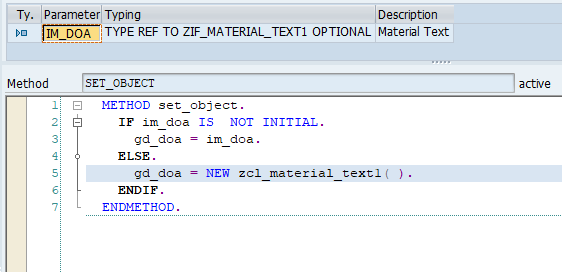 Ty. Parameter Typing Description
IM_DOA TYPE REF TO ZIF_MATERIAL_TEXT1 OPTIONAL Material Text
Method SET_OBJECT active
1 METHOD set_object.
2 IF im_doa IS  NOT INITIAL.
3 gd_doa = im_doa.
4 ELSE.
5 gd_doa = NEW zcl_material_text1( ).
6 ENDIF.
7 ENDMETHOD.